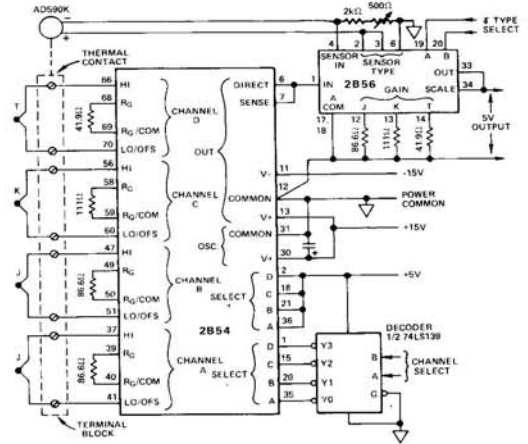 AD590K
2kΩ
500Ω
THERMAL
CONTACT
4 2 3 6 19 20
SENSOR
IN
SENSOR
TYPE
A B
TYPE
SELECT
2B56
1 IN
OUT 33
SCALE 34
GAIN
A
COM
J K T
17,
18
12 13 14
86.6Ω
111Ω
41.9Ω
5V
OUTPUT
66 HI
68 RG
69 RG/COM
70 LO/OFS
T
41.9Ω
CHANNEL
D
DIRECT 6
SENSE 7
OUT
56 HI
58 RG
59 RG/COM
60 LO/OFS
K
111Ω
CHANNEL
C
V- 11
-15V
COMMON 12
POWER
COMMON
V+ 13
+15V
OSC
COMMON 31
V+ 30
+
47 HI
49 RG
50 RG/COM
51 LO/OFS
J
86.6Ω
CHANNEL
B
SELECT
D 2
C 18
B 21
A 36
+5V
2B54
37 HI
39 RG
40 RG/COM
41 LO/OFS
J
86.6Ω
CHANNEL
A
SELECT
D 1
C 15
B 20
A 35
DECODER
1/2 74LS139
Y3
Y2
Y1
Y0
B
A
G
CHANNEL
SELECT
TERMINAL
BLOCK